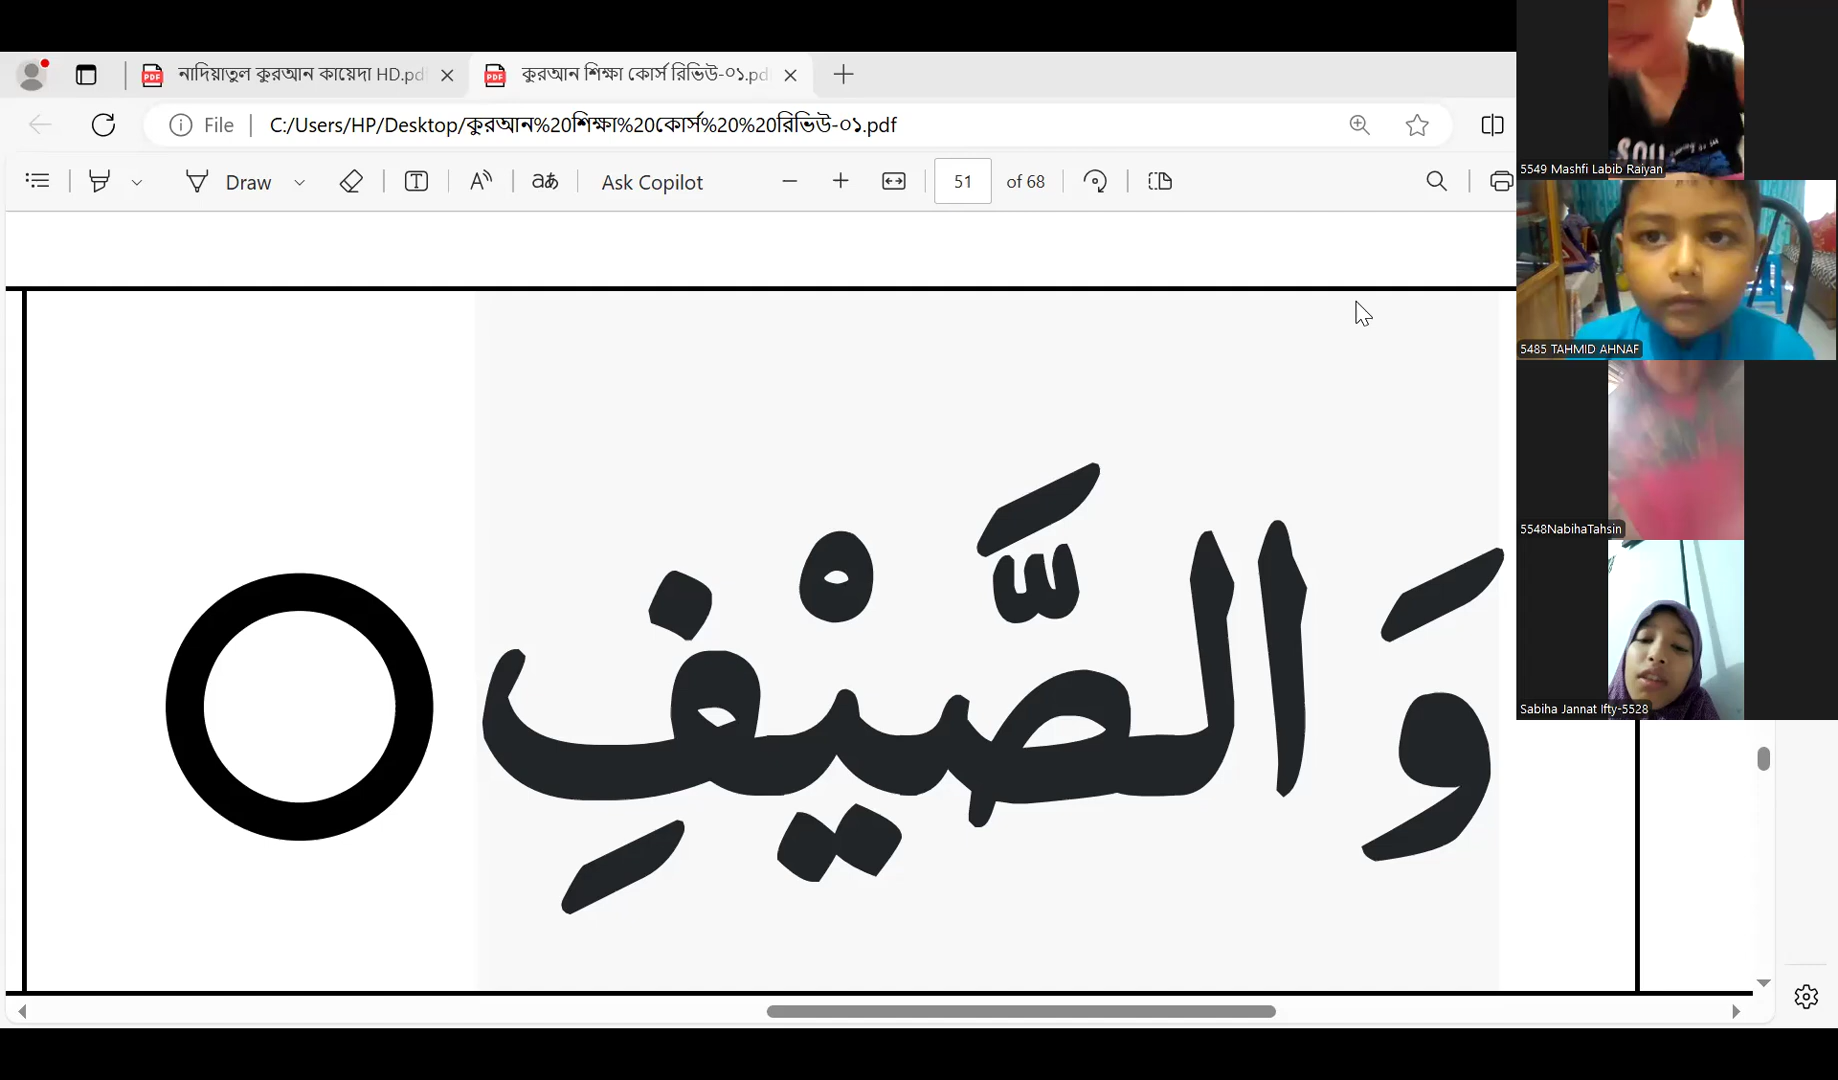 নাদিয়াতুল কুরআন কায়েদা HD.pd
কুরআন শিক্ষা কোর্স রিভিউ-০১.pd
File
C:/Users/HP/Desktop/কুরআন%20শিক্ষা%20কোর্স%20%20রিভিউ-০১.pdf
Draw
Ask Copilot
51
of 68
وَالصَّيْفِ
5549 Mashfi Labib Raiyan
5485 TAHMID AHNAF
5548NabihaTahsin
Sabiha Jannat Ifty-5528